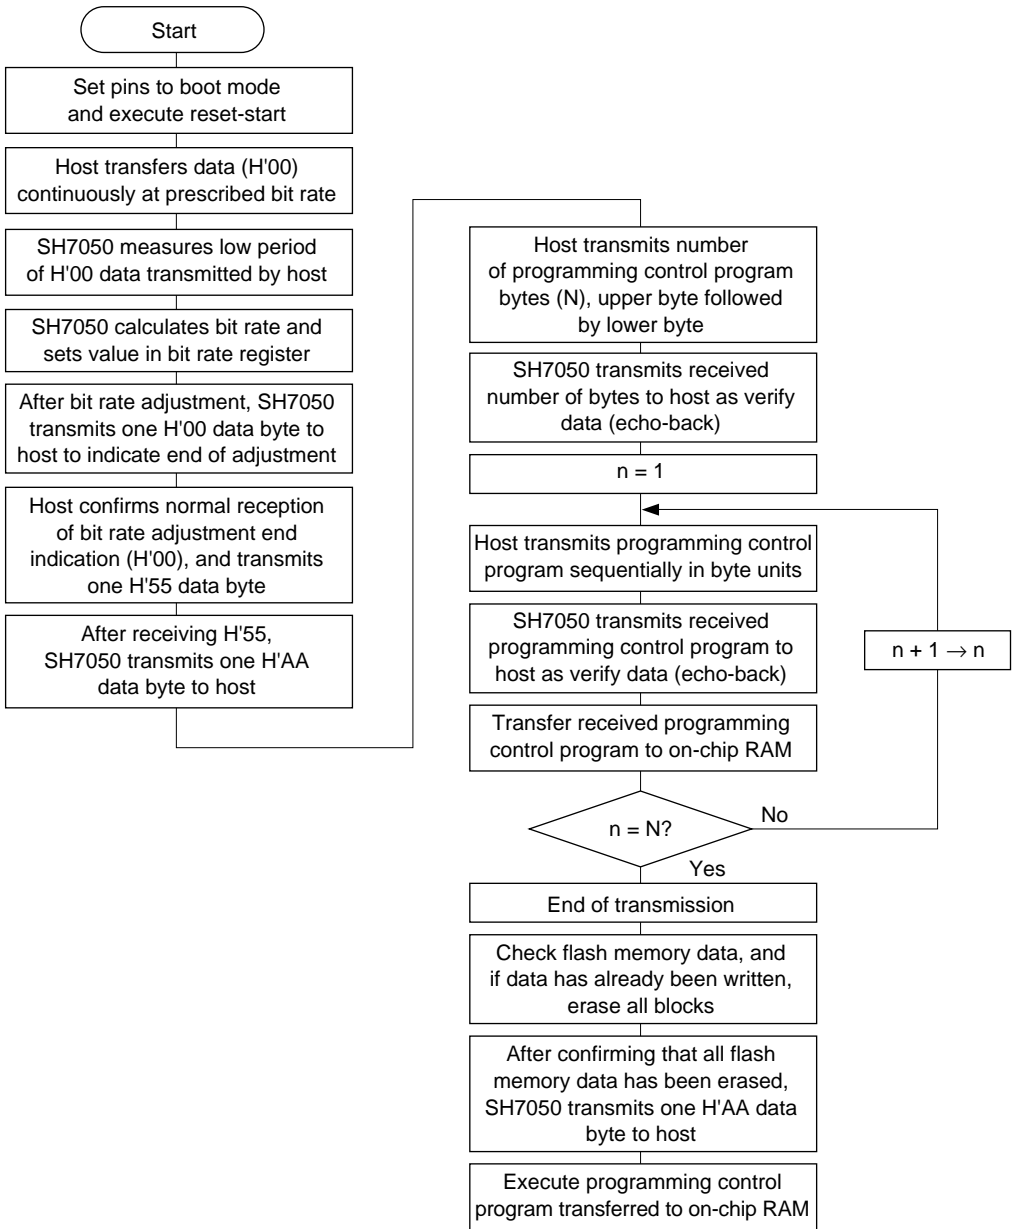 Start
Set pins to boot mode
and execute reset-start
Host transfers data (H'00)
continuously at prescribed bit rate
SH7050 measures low period
of H'00 data transmitted by host
SH7050 calculates bit rate and
sets value in bit rate register
After bit rate adjustment, SH7050
transmits one H'00 data byte to
host to indicate end of adjustment
Host confirms normal reception
of bit rate adjustment end
indication (H'00), and transmits
one H'55 data byte
After receiving H'55,
SH7050 transmits one H'AA
data byte to host
Host transmits number
of programming control program
bytes (N), upper byte followed
by lower byte
SH7050 transmits received
number of bytes to host as verify
data (echo-back)
n = 1
Host transmits programming control
program sequentially in byte units
SH7050 transmits received
programming control program to
host as verify data (echo-back)
n + 1 → n
Transfer received programming
control program to on-chip RAM
n = N?
No
Yes
End of transmission
Check flash memory data, and
if data has already been written,
erase all blocks
After confirming that all flash
memory data has been erased,
SH7050 transmits one H'AA data
byte to host
Execute programming control
program transferred to on-chip RAM